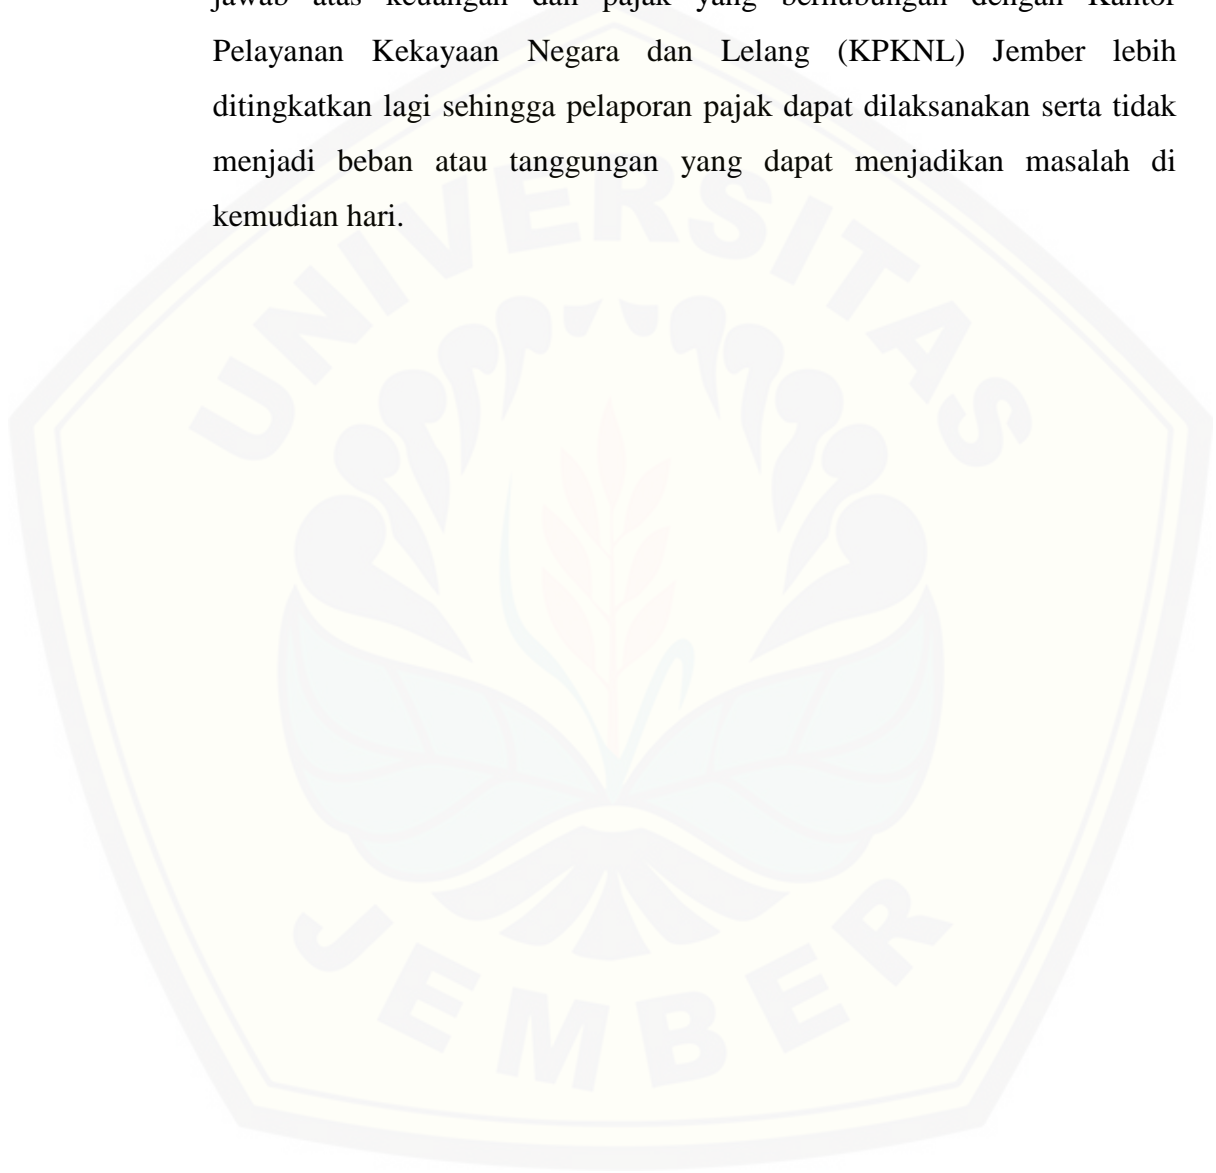 jawab atas keuangan dan pajak yang berhubungan dengan Kantor
Pelayanan Kekayaan Negara dan Lelang (KPKNL) Jember lebih
ditingkatkan lagi sehingga pelaporan pajak dapat dilaksanakan serta tidak
menjadi beban atau tanggungan yang dapat menjadikan masalah di
kemudian hari.
UNIVERSITAS
JEMBER